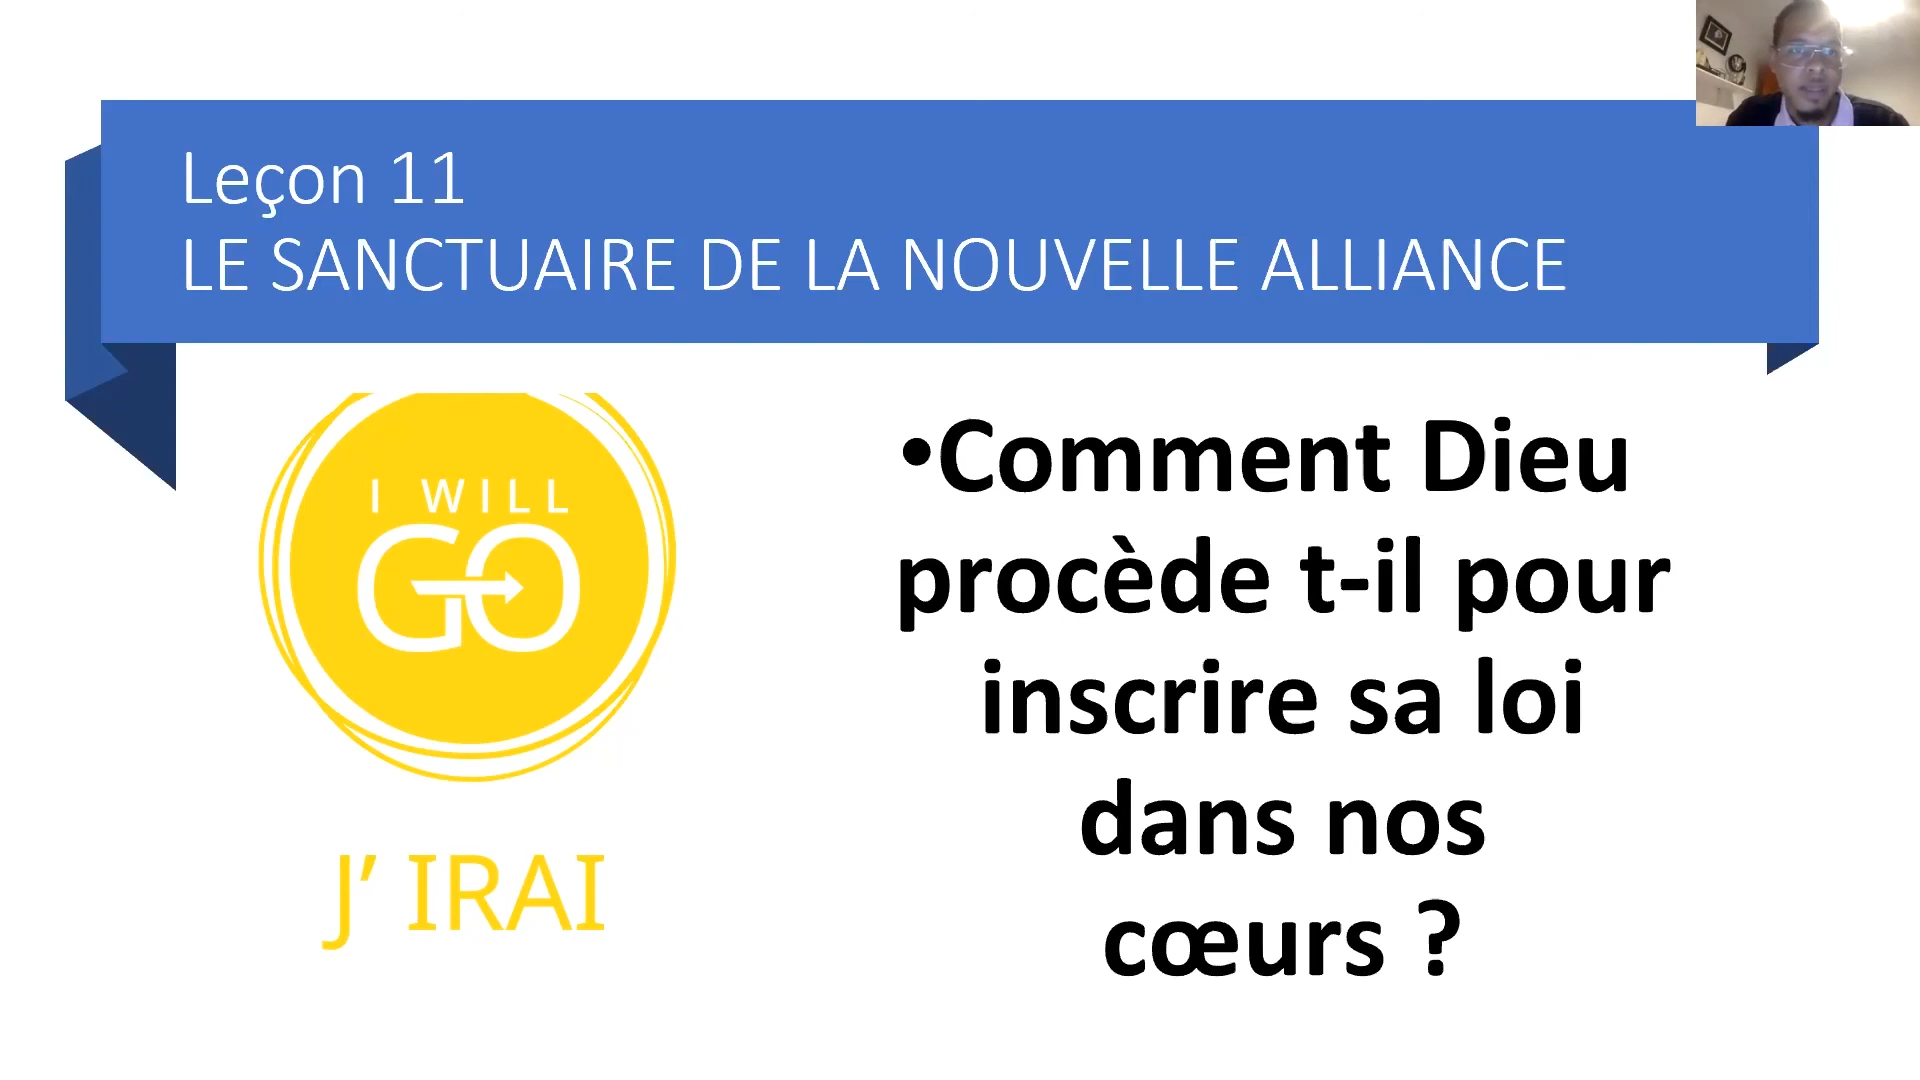 Leçon 11
LE SANCTUAIRE DE LA NOUVELLE ALLIANCE
I WILL
GO
J’ IRAI
•Comment Dieu
procède t-il pour
inscrire sa loi
dans nos
cœurs ?